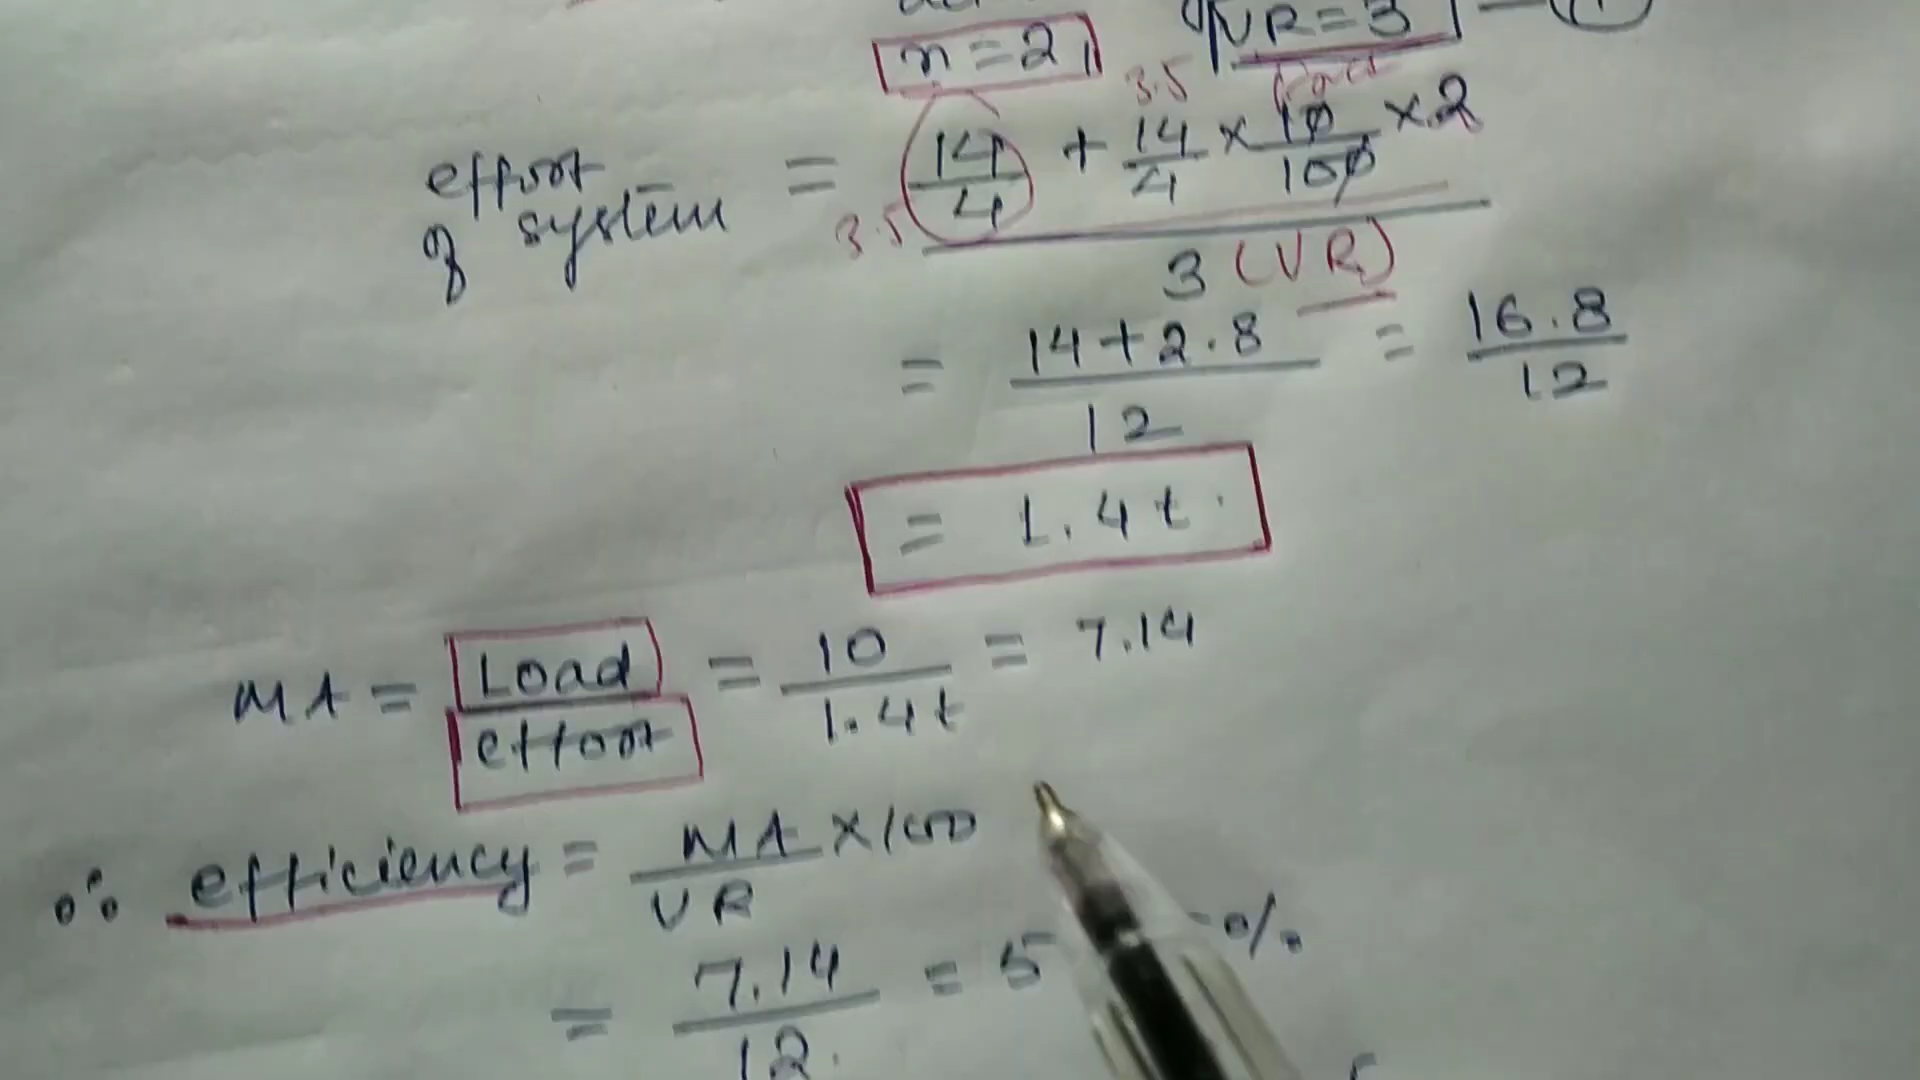 n = 2, VR = 3
3.5
effort of system = 14/4 + 14/4 × 10/100 × 2
3.5
3 (VR)
= 14 + 2.8 / 12 = 16.8 / 12
= 1.4 t
MA = Load / effort = 10 / 1.4t = 7.14
∴ efficiency = MA / VR × 100
= 7.14 / 12 = 5 %